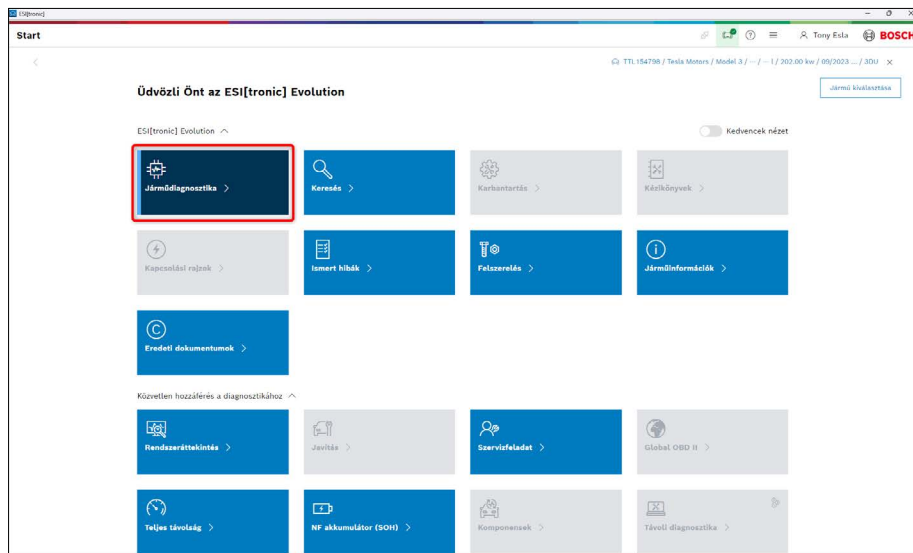 ESI[tronic]
Start
Tony Esla
BOSCH
TTL154798 / Tesla Motors / Model 3 / -- / -- l / 202.00 kw / 09/2023 ... / 3DU
Jármű kiválasztása
Üdvözli Önt az ESI[tronic] Evolution
ESI[tronic] Evolution
Kedvencek nézet
Járműdiagnosztika
Keresés
Karbantartás
Kézikönyvek
Kapcsolási rajzok
Ismert hibák
Felszerelés
Járműinformációk
Eredeti dokumentumok
Közvetlen hozzáférés a diagnosztikához
Rendszeráttekintés
Javítás
Szervizfeladat
Global OBD II
Teljes távolság
NF akkumulátor (SOH)
Komponensek
Távoli diagnosztika